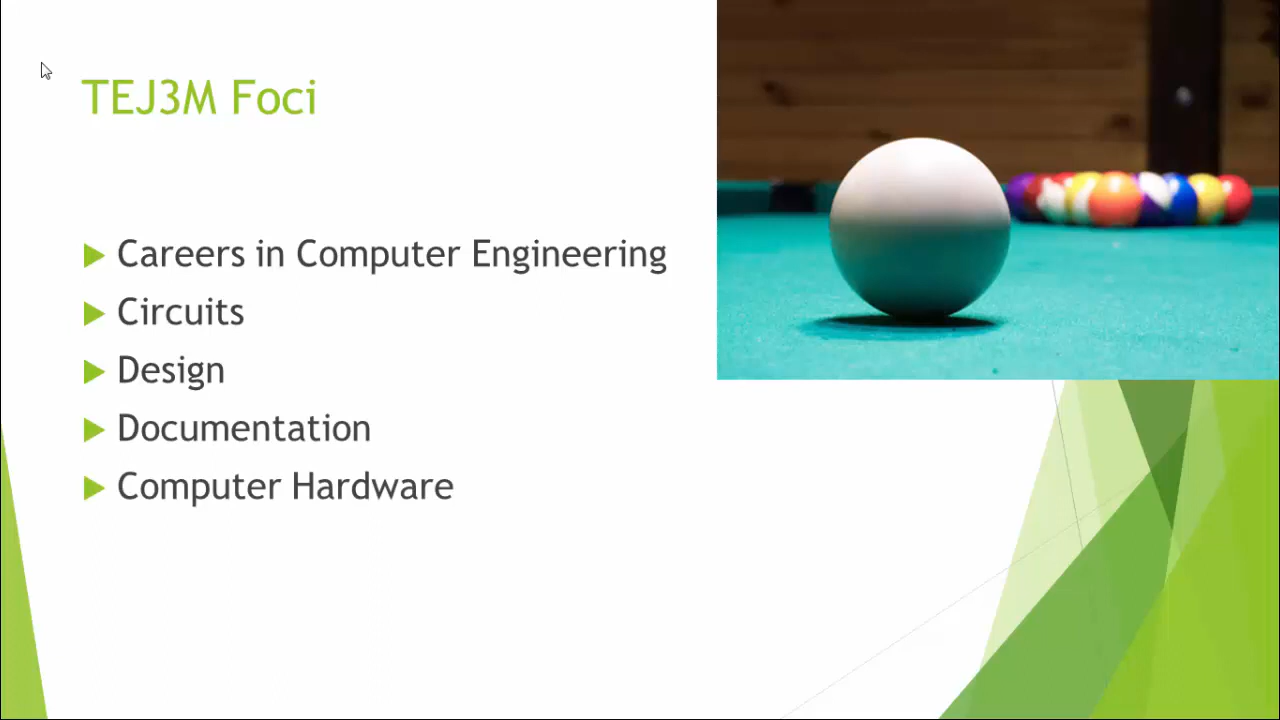 TEJ3M Foci
Careers in Computer Engineering
Circuits
Design
Documentation
Computer Hardware